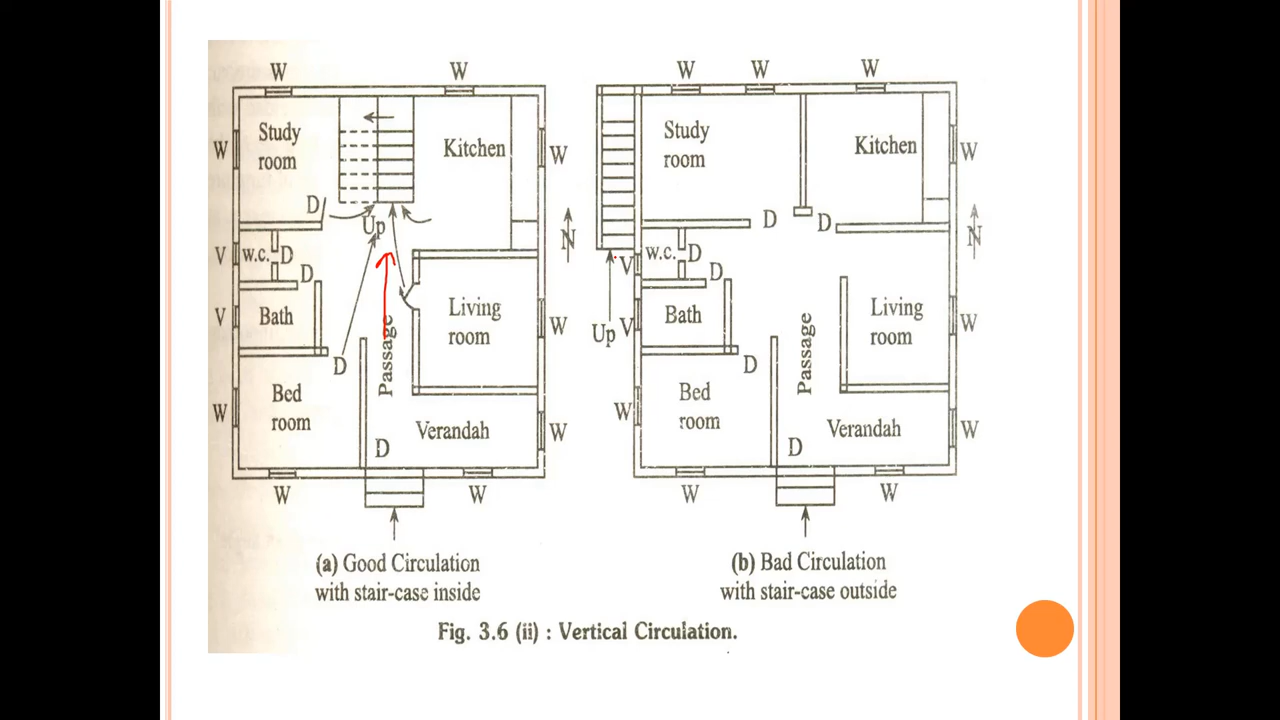 W
W
W
Study
room
Kitchen
W
D
Up
N
V
w.c.
D
D
V
Bath
Living
room
W
Passage
D
W
Bed
room
Verandah
W
D
W
W
(a) Good Circulation
with stair-case inside
W
W
W
Study
room
Kitchen
W
D
D
N
V
w.c.
D
D
Up
V
Bath
Living
room
W
Passage
D
W
Bed
room
Verandah
W
D
W
W
(b) Bad Circulation
with stair-case outside
Fig. 3.6 (ii) : Vertical Circulation.